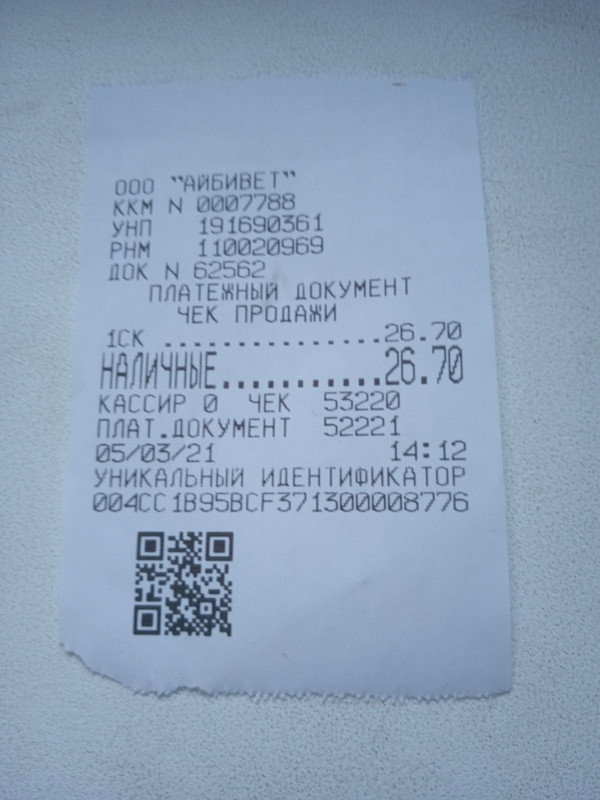 ООО "АЙБИВЕТ"
ККМ N 0007788
УНП 191690361
РНМ 110020969
ДОК N 62562
ПЛАТЕЖНЫЙ ДОКУМЕНТ
ЧЕК ПРОДАЖИ
1СК ................26.70
НАЛИЧНЫЕ...........26.70
КАССИР 0 ЧЕК 53220
ПЛАТ.ДОКУМЕНТ 52221
05/03/21 14:12
УНИКАЛЬНЫЙ ИДЕНТИФИКАТОР
004CC1B95BCF371300008776